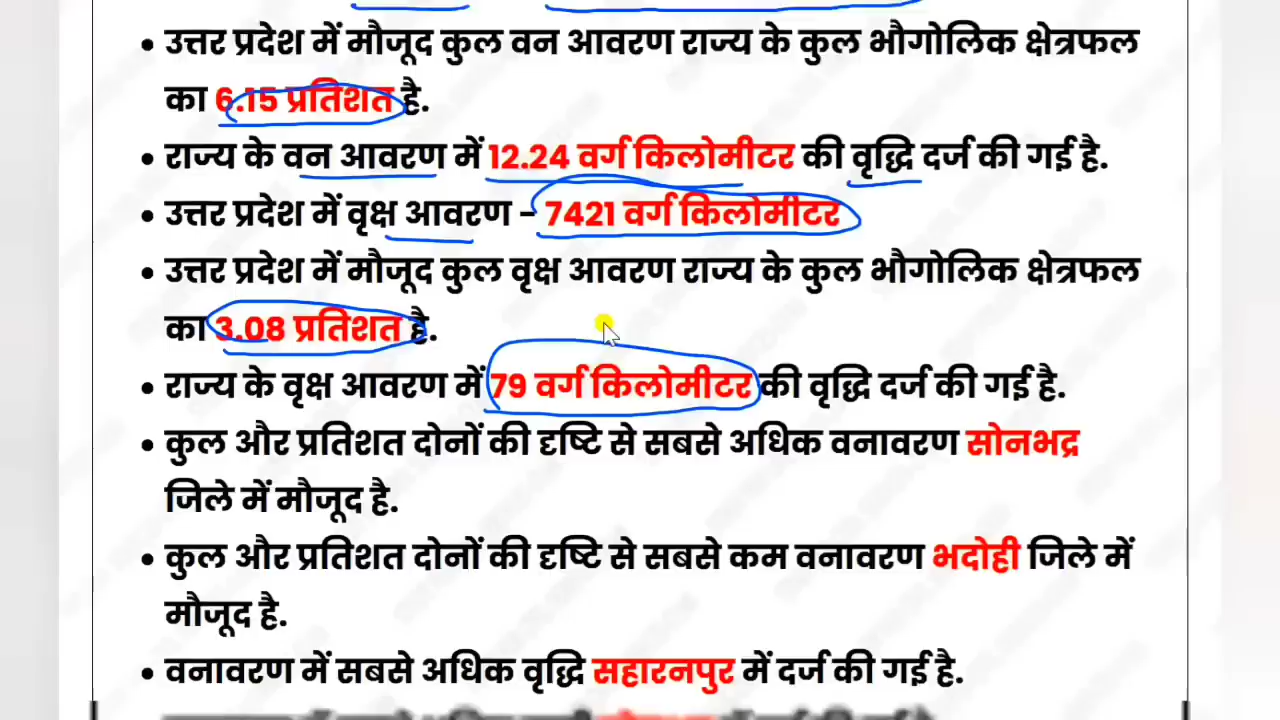 • उत्तर प्रदेश में मौजूद कुल वन आवरण राज्य के कुल भौगोलिक क्षेत्रफल
का 6.15 प्रतिशत है.
• राज्य के वन आवरण में 12.24 वर्ग किलोमीटर की वृद्धि दर्ज की गई है.
• उत्तर प्रदेश में वृक्ष आवरण - 7421 वर्ग किलोमीटर
• उत्तर प्रदेश में मौजूद कुल वृक्ष आवरण राज्य के कुल भौगोलिक क्षेत्रफल
का 3.08 प्रतिशत है.
• राज्य के वृक्ष आवरण में 79 वर्ग किलोमीटर की वृद्धि दर्ज की गई है.
• कुल और प्रतिशत दोनों की दृष्टि से सबसे अधिक वनावरण सोनभद्र
जिले में मौजूद है.
• कुल और प्रतिशत दोनों की दृष्टि से सबसे कम वनावरण भदोही जिले में
मौजूद है.
• वनावरण में सबसे अधिक वृद्धि सहारनपुर में दर्ज की गई है.